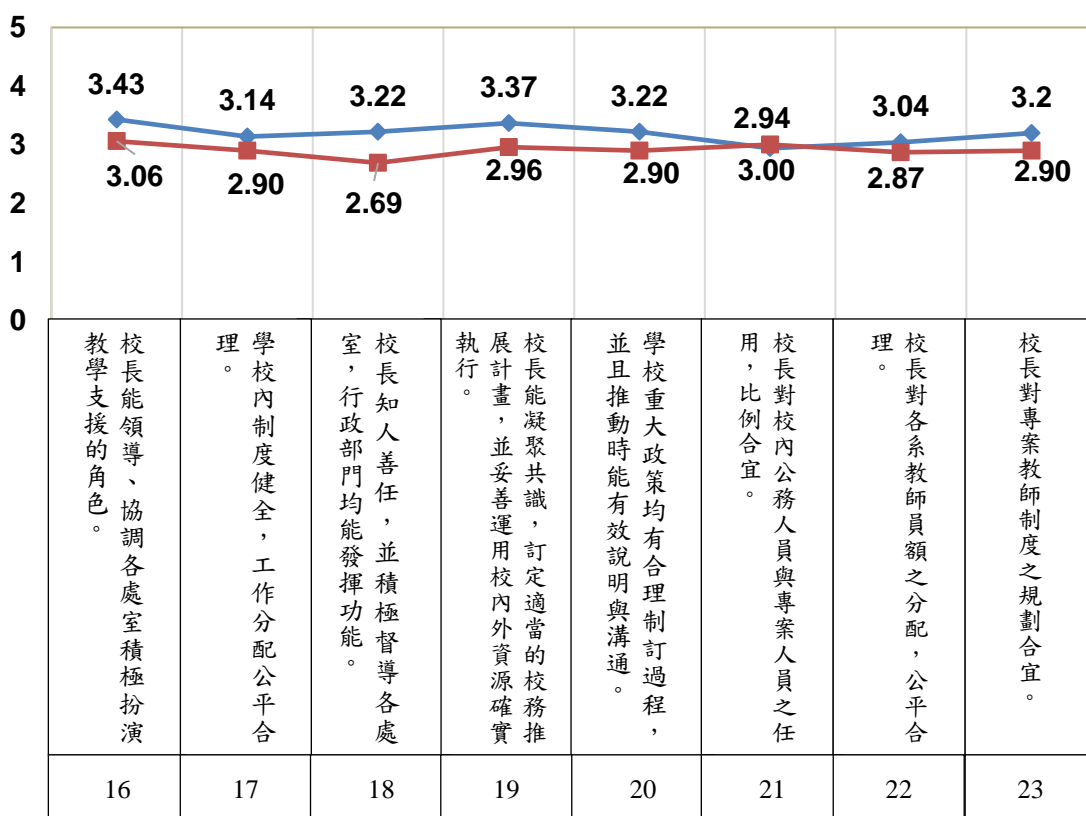 5
4
3
2
1
0
3.43
3.14
3.22
3.37
3.22
2.94
3.04
3.2
3.06
2.90
2.69
2.96
2.90
3.00
2.87
2.90
校長能領導、協調各處室積極扮演
教學支援的角色。
學校內制度健全，工作分配公平合
理。
校長知人善任，並積極督導各處
室，行政部門均能發揮功能。
校長能凝聚共識，訂定適當的校務推
展計畫，並妥善運用校內外資源確實
執行。
學校重大政策均有合理制訂過程，
並且推動時能有效說明與溝通。
校長對校內公務人員與專案人員之任
用，比例合宜。
校長對各系教師員額之分配，公平合
理。
校長對專案教師制度之規劃合宜。
16
17
18
19
20
21
22
23